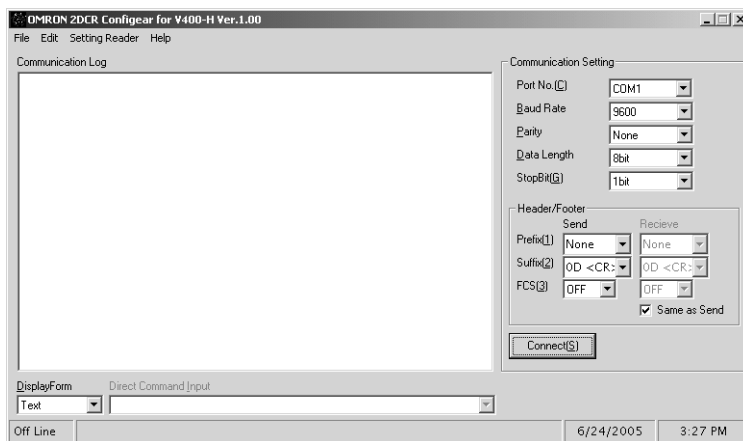 OMRON 2DCR Configear for V400-H Ver.1.00
File Edit Setting Reader Help
Communication Log
Communication Setting
Port No.(C) COM1
Baud Rate 9600
Parity None
Data Length 8bit
StopBit(G) 1bit
Header/Footer
Send Recieve
Prefix(1) None None
Suffix(2) 0D <CR> 0D <CR>
FCS(3) OFF OFF
Same as Send
Connect(S)
DisplayForm Direct Command Input
Text
Off Line 6/24/2005 3:27 PM